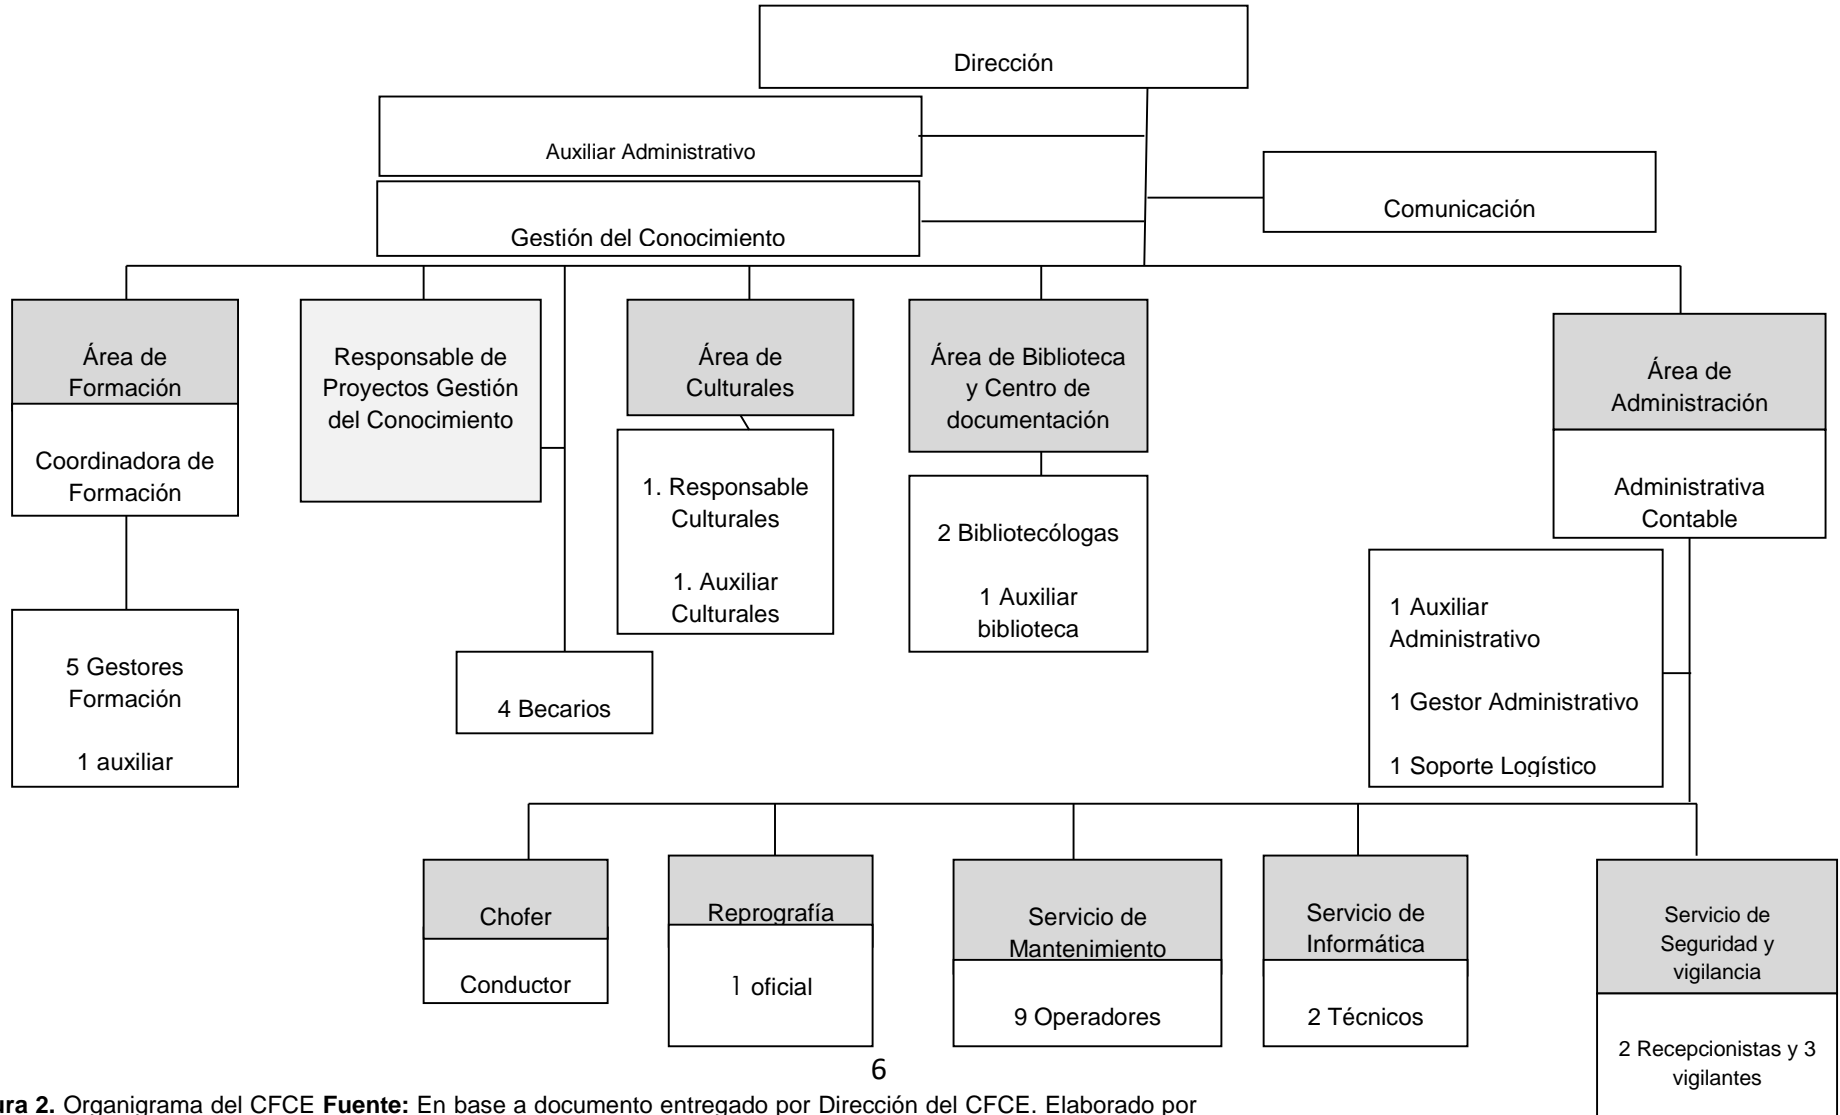 Dirección
Auxiliar Administrativo
Comunicación
Gestión del Conocimiento
Área de
Formación
Coordinadora de
Formación
5 Gestores
Formación
1 auxiliar
Responsable de
Proyectos Gestión
del Conocimiento
4 Becarios
Área de
Culturales
1. Responsable
Culturales
1. Auxiliar
Culturales
Área de Biblioteca
y Centro de
documentación
2 Bibliotecólogas
1 Auxiliar
biblioteca
Área de
Administración
Administrativa
Contable
1 Auxiliar
Administrativo
1 Gestor Administrativo
1 Soporte Logístico
Chofer
Conductor
Reprografía
1 oficial
Servicio de
Mantenimiento
9 Operadores
Servicio de
Informática
2 Técnicos
Servicio de
Seguridad y
vigilancia
2 Recepcionistas y 3
vigilantes
6
ura 2. Organigrama del CFCE Fuente: En base a documento entregado por Dirección del CFCE. Elaborado por